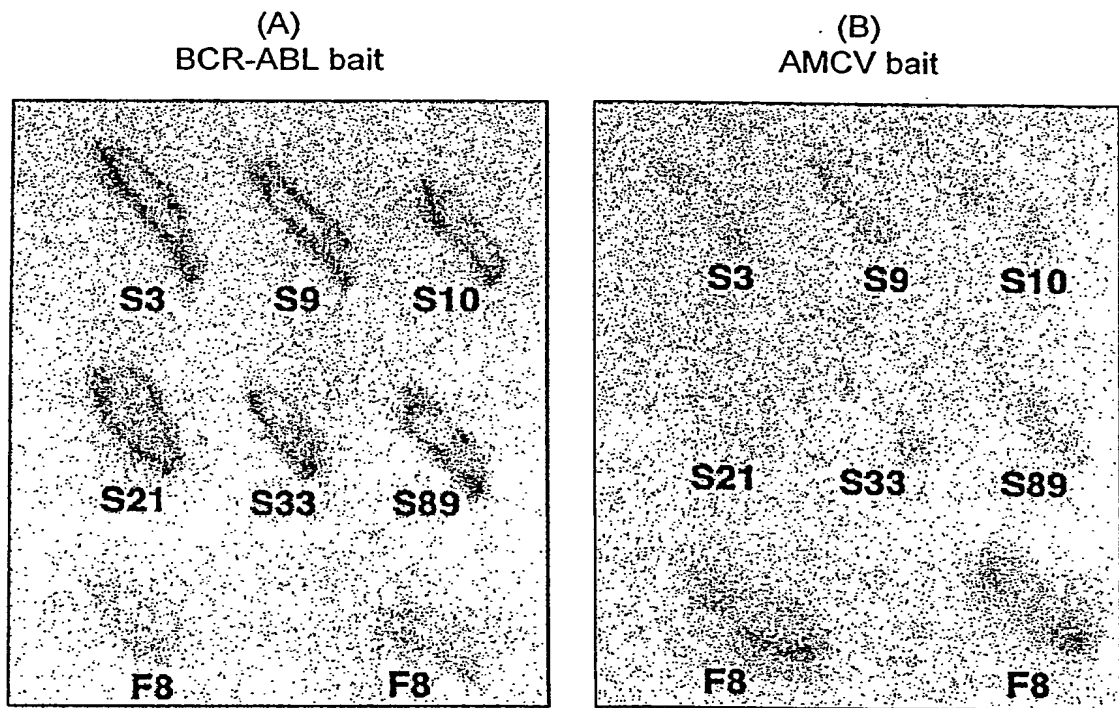 (A)
BCR-ABL bait
(B)
AMCV bait
S3 S9 S10
S21 S33 S89
F8 F8
S3 S9 S10
S21 S33 S89
F8 F8